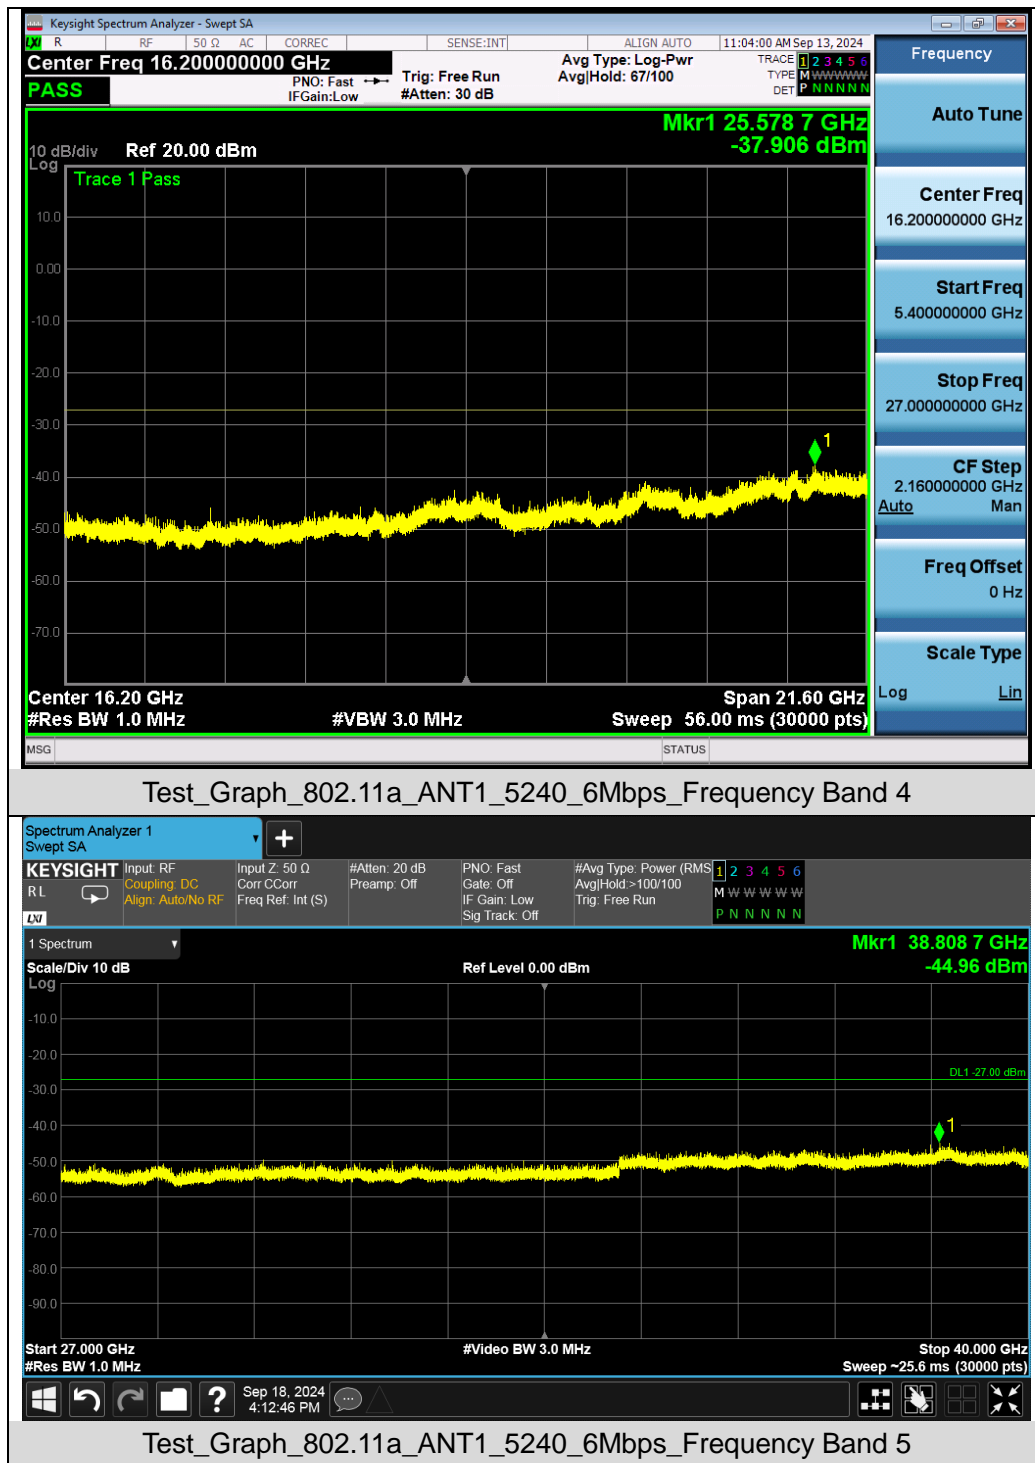 Keysight Spectrum Analyzer - Swept SA
LXI R RF 50 Ω AC CORREC SENSE:INT ALIGN AUTO 11:04:00 AM Sep 13, 2024
Center Freq 16.200000000 GHz
PNO: Fast
IFGain:Low
Trig: Free Run
#Atten: 30 dB
Avg Type: Log-Pwr
Avg|Hold: 67/100
TRACE 1 2 3 4 5 6
TYPE M WWWWW
DET P N N N N N
PASS
Mkr1 25.578 7 GHz
-37.906 dBm
10 dB/div Ref 20.00 dBm
Log
Trace 1 Pass
10.0
0.00
-10.0
-20.0
-30.0
-40.0
-50.0
-60.0
-70.0
1
Center 16.20 GHz Span 21.60 GHz
#Res BW 1.0 MHz #VBW 3.0 MHz Sweep 56.00 ms (30000 pts)
MSG STATUS
Frequency
Auto Tune
Center Freq
16.200000000 GHz
Start Freq
5.400000000 GHz
Stop Freq
27.000000000 GHz
CF Step
2.160000000 GHz
Auto Man
Freq Offset
0 Hz
Scale Type
Log Lin
Test_Graph_802.11a_ANT1_5240_6Mbps_Frequency Band 4
Spectrum Analyzer 1
Swept SA
KEYSIGHT
R L
LXI
Input: RF
Coupling: DC
Align: Auto/No RF
Input Z: 50 Ω
Corr CCorr
Freq Ref: Int (S)
#Atten: 20 dB
Preamp: Off
PNO: Fast
Gate: Off
IF Gain: Low
Sig Track: Off
#Avg Type: Power (RMS
Avg|Hold:>100/100
Trig: Free Run
1 2 3 4 5 6
M W W W W W
P N N N N N
1 Spectrum
Mkr1 38.808 7 GHz
Scale/Div 10 dB Ref Level 0.00 dBm -44.96 dBm
Log
-10.0
-20.0
DL1 -27.00 dBm
-30.0
-40.0
1
-50.0
-60.0
-70.0
-80.0
-90.0
Start 27.000 GHz #Video BW 3.0 MHz Stop 40.000 GHz
#Res BW 1.0 MHz Sweep ~25.6 ms (30000 pts)
Sep 18, 2024
4:12:46 PM
Test_Graph_802.11a_ANT1_5240_6Mbps_Frequency Band 5